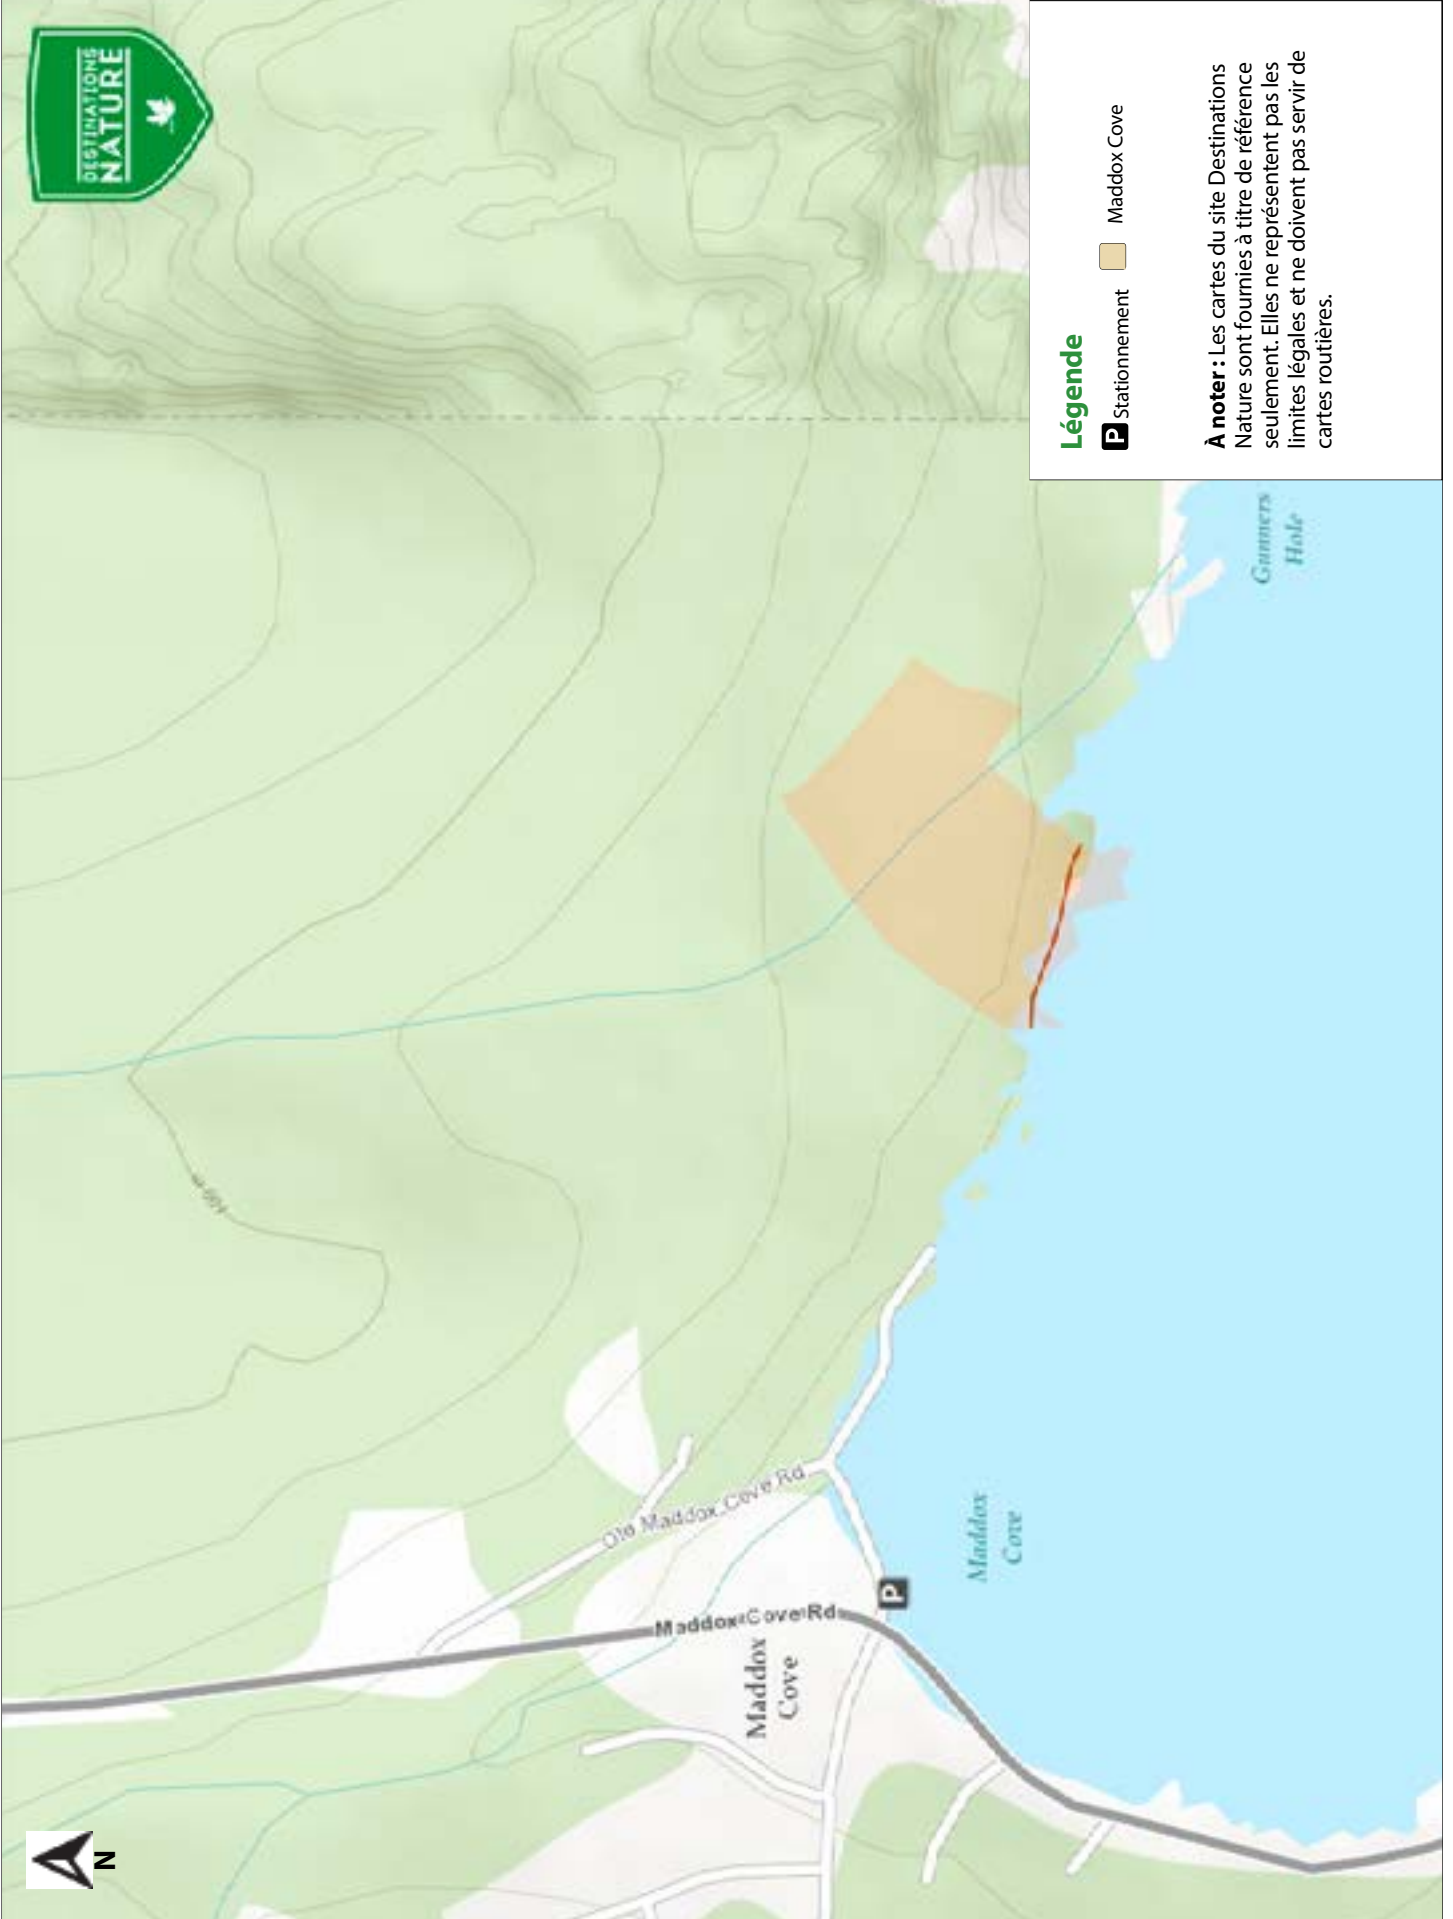 DESTINATIONS
NATURE
N
100 m
Old Maddox Cove Rd
Maddox Cove Rd
Maddox
Cove
P
Maddox
Cove
Gunners
Hole
Légende
P Stationnement
Maddox Cove
À noter : Les cartes du site Destinations
Nature sont fournies à titre de référence
seulement. Elles ne représentent pas les
limites légales et ne doivent pas servir de
cartes routières.